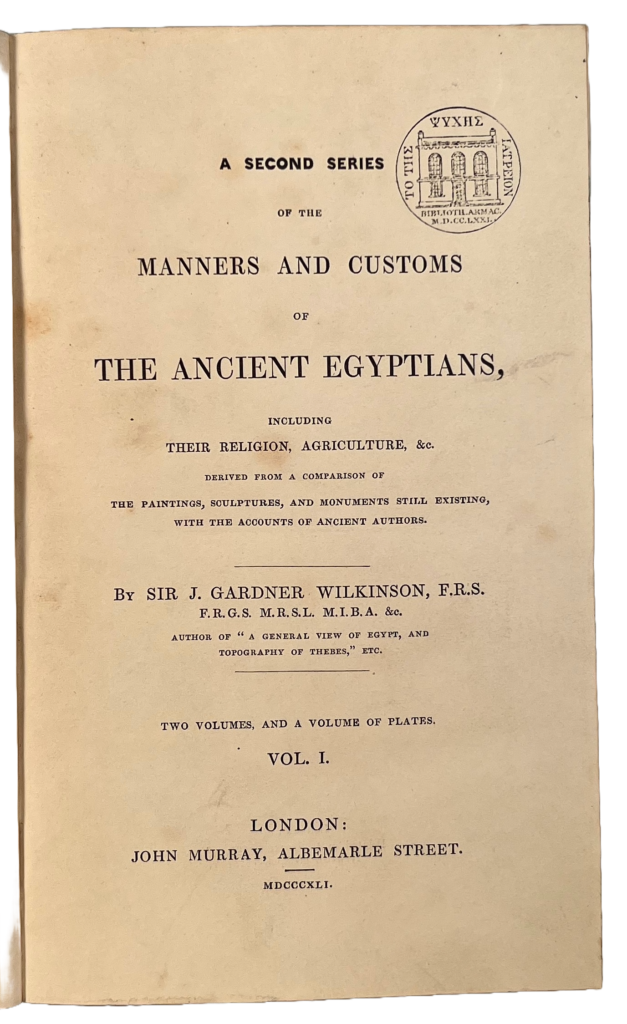 A SECOND SERIES
ΤΟ ΤΗΣ ΨΥΧΗΣ ΙΑΤΡΕΙΟΝ
BIBLIOTH. ARMAC.
M.D.CC.LXXI.
OF THE
MANNERS AND CUSTOMS
OF
THE ANCIENT EGYPTIANS,
INCLUDING
THEIR RELIGION, AGRICULTURE, &c.
DERIVED FROM A COMPARISON OF
THE PAINTINGS, SCULPTURES, AND MONUMENTS STILL EXISTING,
WITH THE ACCOUNTS OF ANCIENT AUTHORS.
By SIR J. GARDNER WILKINSON, F.R.S.
F.R.G.S. M.R.S.L. M.I.B.A. &c.
AUTHOR OF “ A GENERAL VIEW OF EGYPT, AND
TOPOGRAPHY OF THEBES,” ETC.
TWO VOLUMES, AND A VOLUME OF PLATES.
VOL. I.
LONDON:
JOHN MURRAY, ALBEMARLE STREET.
MDCCCXLI.